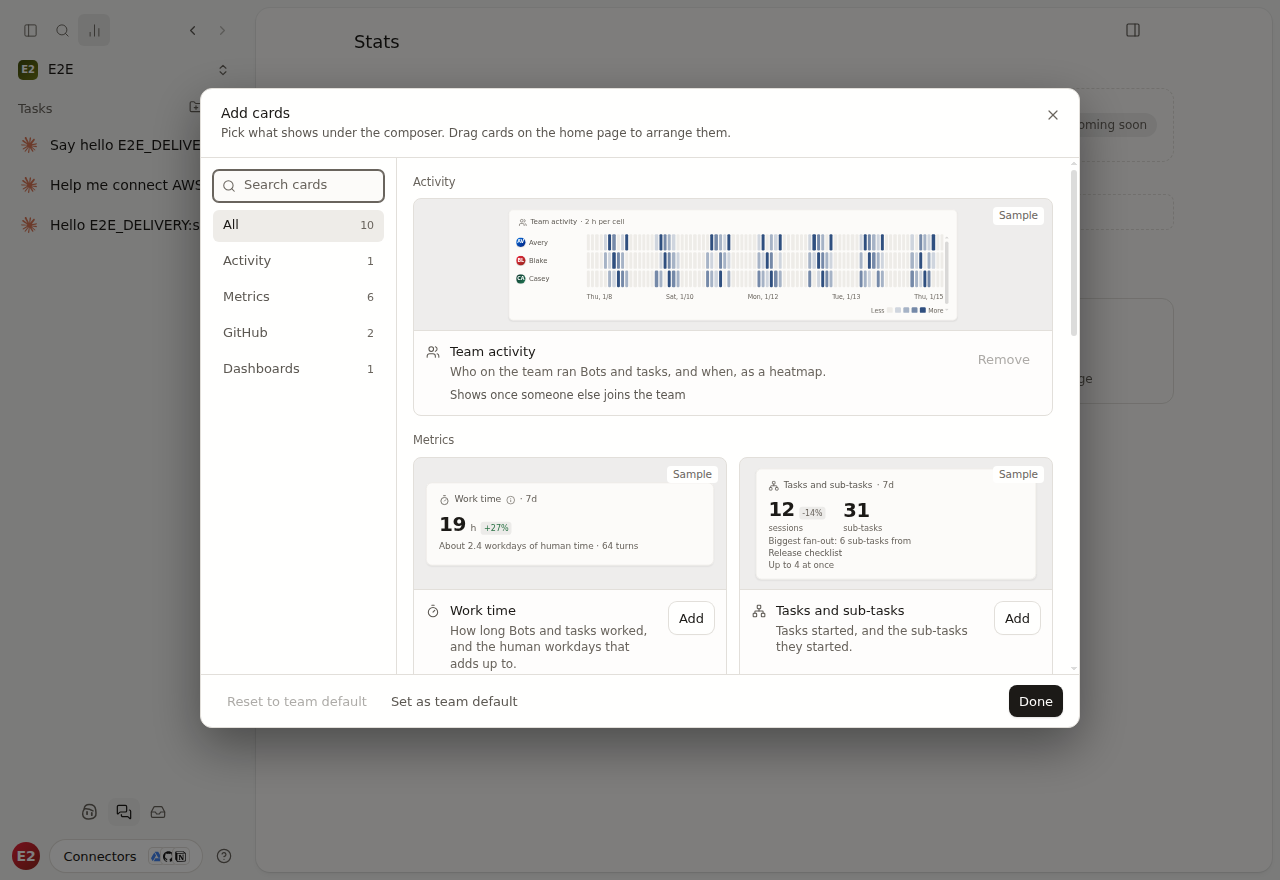 Stats
E2 E2E
Tasks
Say hello E2E_DELIVE
Help me connect AWS
Hello E2E_DELIVERY:s
oming soon
ge
Add cards
Pick what shows under the composer. Drag cards on the home page to arrange them.
Search cards
All 10
Activity 1
Metrics 6
GitHub 2
Dashboards 1
Activity
Sample
Team activity · 2 h per cell
AV Avery
BL Blake
CA Casey
Thu, 1/8 Sat, 1/10 Mon, 1/12 Tue, 1/13 Thu, 1/15
Less More
Team activity
Who on the team ran Bots and tasks, and when, as a heatmap.
Shows once someone else joins the team
Remove
Metrics
Sample
Work time · 7d
19 h +27%
About 2.4 workdays of human time · 64 turns
Work time
How long Bots and tasks worked,
and the human workdays that
adds up to.
Add
Sample
Tasks and sub-tasks · 7d
12 -14% 31
sessions sub-tasks
Biggest fan-out: 6 sub-tasks from
Release checklist
Up to 4 at once
Tasks and sub-tasks
Tasks started, and the sub-tasks
they started.
Add
Reset to team default Set as team default Done
E2 Connectors